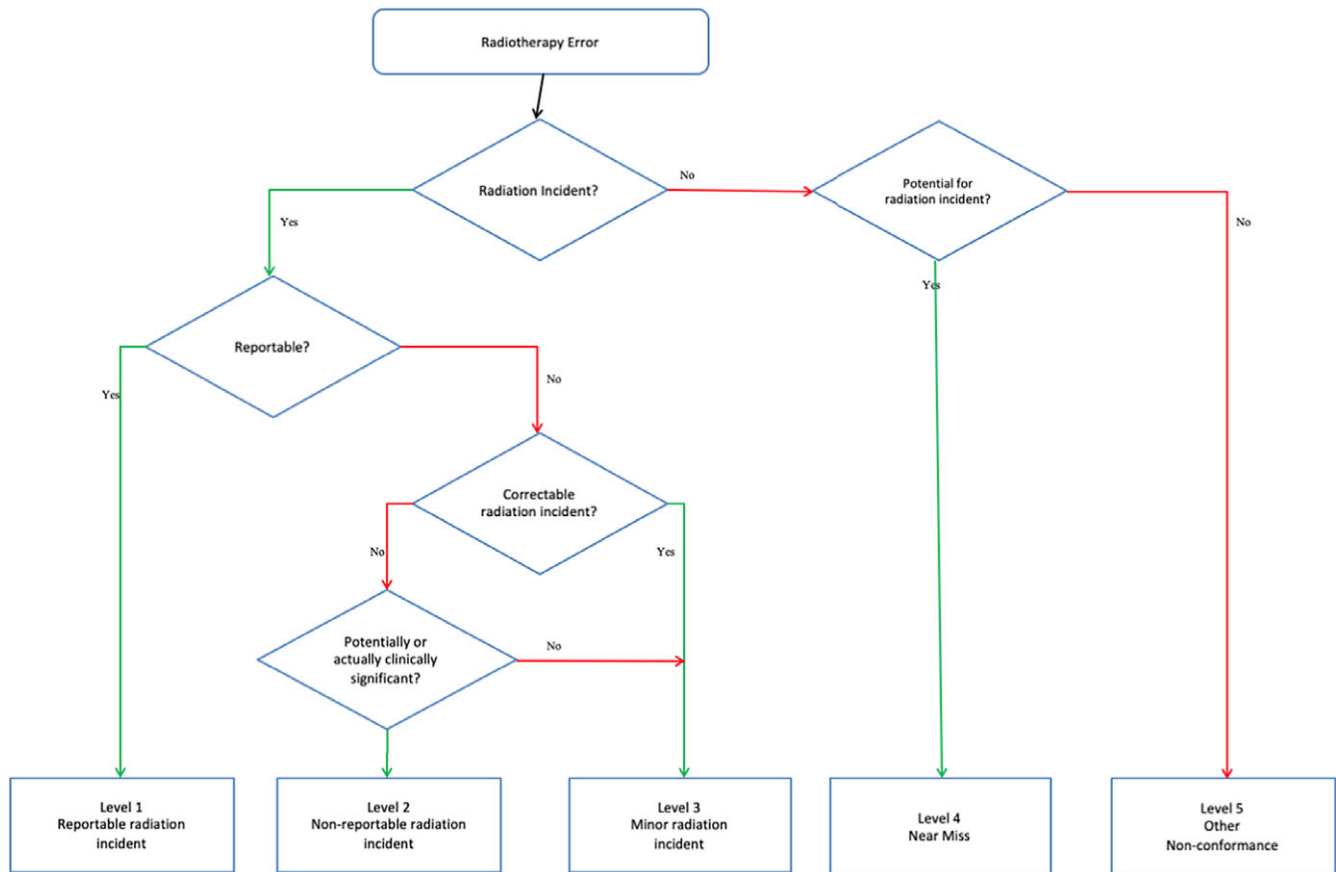 Radiotherapy Error
Radiation Incident?
No
Potential for
radiation incident?
Yes
No
Yes
Reportable?
Yes
No
Correctable
radiation incident?
No
Yes
Potentially or
actually clinically
significant?
No
Level 1
Reportable radiation
incident
Level 2
Non-reportable radiation
incident
Level 3
Minor radiation
incident
Level 4
Near Miss
Level 5
Other
Non-conformance